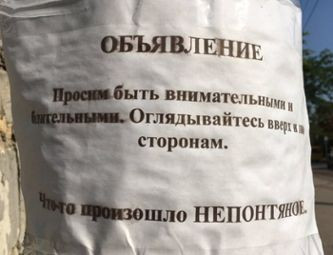 ОБЪЯВЛЕНИЕ
Просим быть внимательными и
бдительными. Оглядывайтесь вверх и по
сторонам.
Что-то произошло НЕПОНТЯНОЕ.